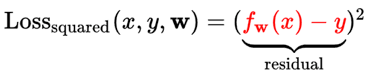 Loss_squared(x, y, w) = (f_w(x) − y)²
residual